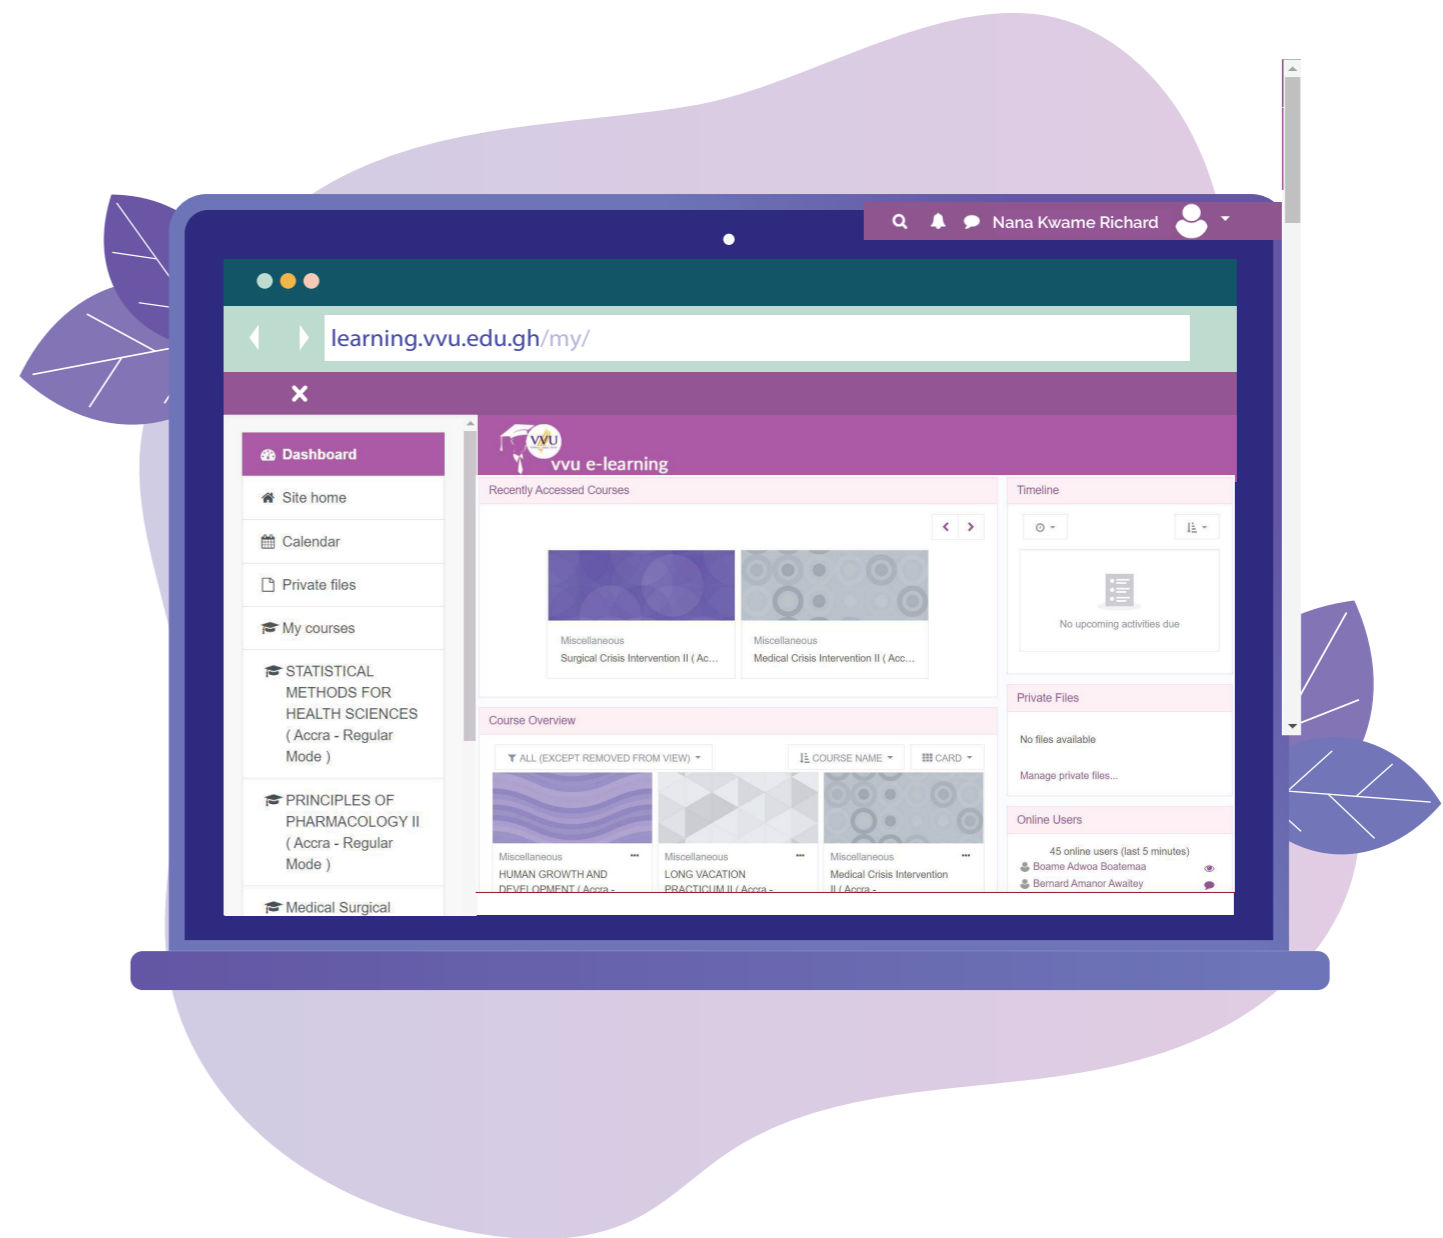 Nana Kwame Richard
learning.vvu.edu.gh/my/
Dashboard
Site home
Calendar
Private files
My courses
STATISTICAL
METHODS FOR
HEALTH SCIENCES
( Accra - Regular
Mode )
PRINCIPLES OF
PHARMACOLOGY II
( Accra - Regular
Mode )
Medical Surgical
VVU
vvu e-learning
Recently Accessed Courses
Miscellaneous
Surgical Crisis Intervention II ( Ac...
Miscellaneous
Medical Crisis Intervention II ( Acc...
Course Overview
ALL (EXCEPT REMOVED FROM VIEW)
COURSE NAME
CARD
Miscellaneous
HUMAN GROWTH AND
DEVELOPMENT ( Accra -
Miscellaneous
LONG VACATION
PRACTICUM II ( Accra -
Miscellaneous
Medical Crisis Intervention
II ( Accra -
Timeline
No upcoming activities due
Private Files
No files available
Manage private files...
Online Users
45 online users (last 5 minutes)
Boame Adwoa Boatemaa
Bernard Amanor Awaitey